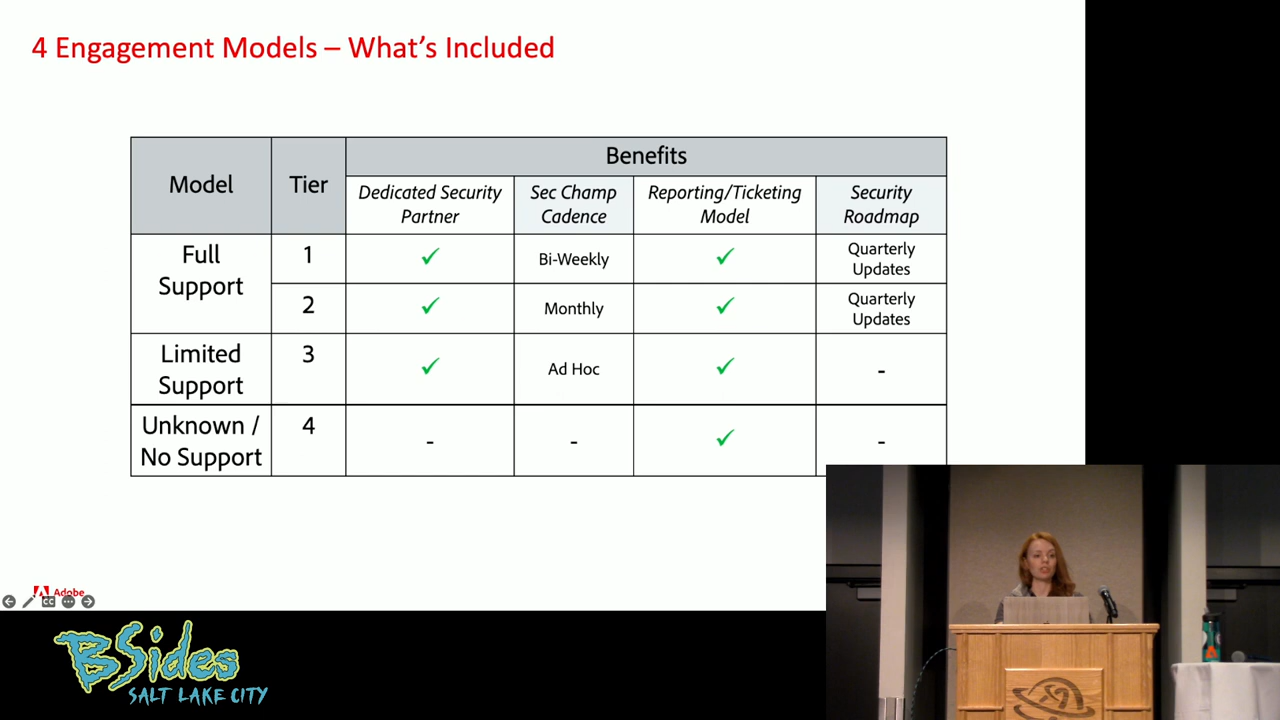 4 Engagement Models – What's Included
Model
Tier
Benefits
Dedicated Security
Partner
Sec Champ
Cadence
Reporting/Ticketing
Model
Security
Roadmap
Full
Support
1
✓
Bi-Weekly
✓
Quarterly
Updates
2
✓
Monthly
✓
Quarterly
Updates
Limited
Support
3
✓
Ad Hoc
✓
-
Unknown /
No Support
4
-
-
✓
-
Adobe
CC
BSides
SALT LAKE CITY